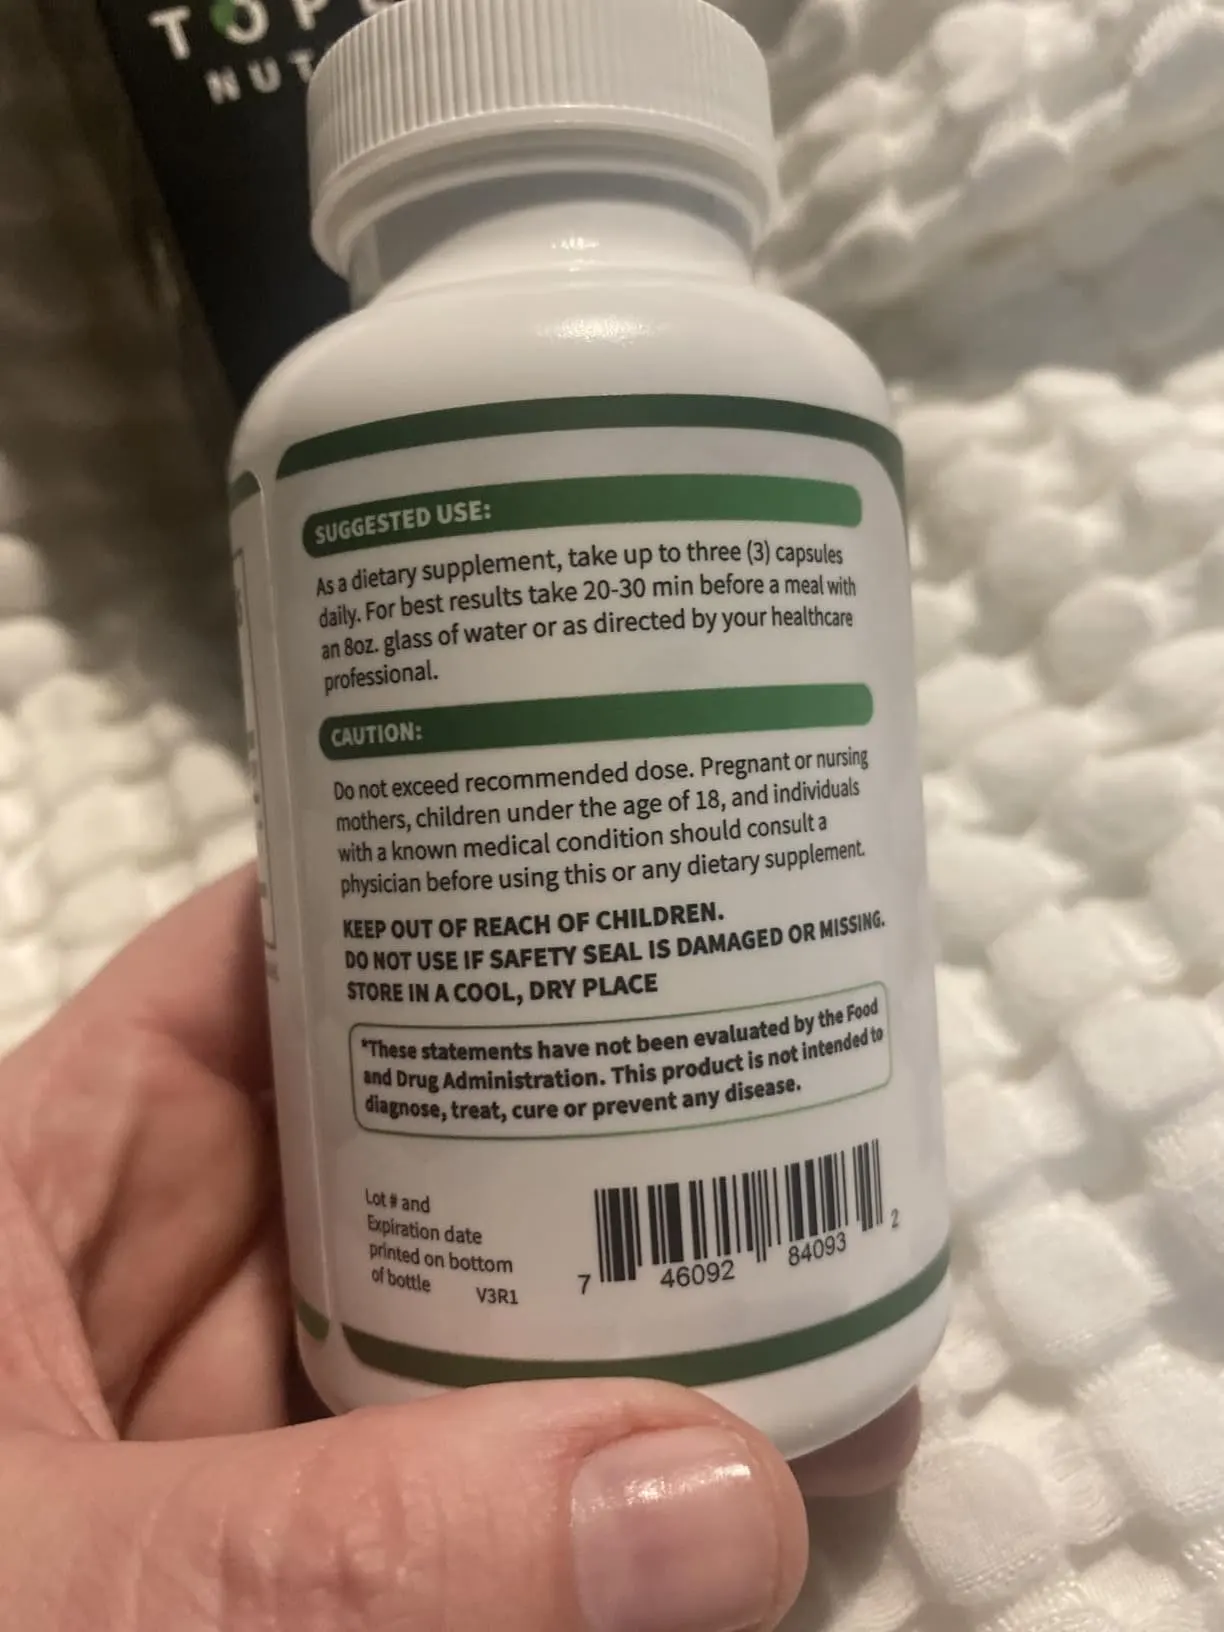 SUGGESTED USE:
As a dietary supplement, take up to three (3) capsules
daily. For best results take 20-30 min before a meal with
an 8oz. glass of water or as directed by your healthcare
professional.
CAUTION:
Do not exceed recommended dose. Pregnant or nursing
mothers, children under the age of 18, and individuals
with a known medical condition should consult a
physician before using this or any dietary supplement.
KEEP OUT OF REACH OF CHILDREN.
DO NOT USE IF SAFETY SEAL IS DAMAGED OR MISSING.
STORE IN A COOL, DRY PLACE
*These statements have not been evaluated by the Food
and Drug Administration. This product is not intended to
diagnose, treat, cure or prevent any disease.
Lot # and
Expiration date
printed on bottom
of bottle V3R1
7 46092 84093 2